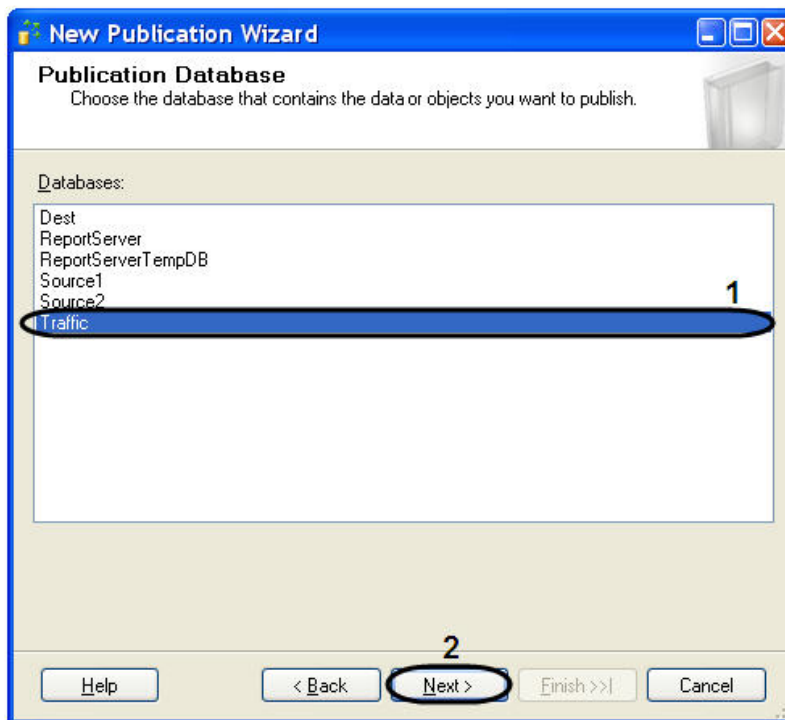 New Publication Wizard
Publication Database
Choose the database that contains the data or objects you want to publish.
Databases:
Dest
ReportServer
ReportServerTempDB
Source1
Source2
1
Traffic
2
Help
< Back
Next >
Finish >>|
Cancel